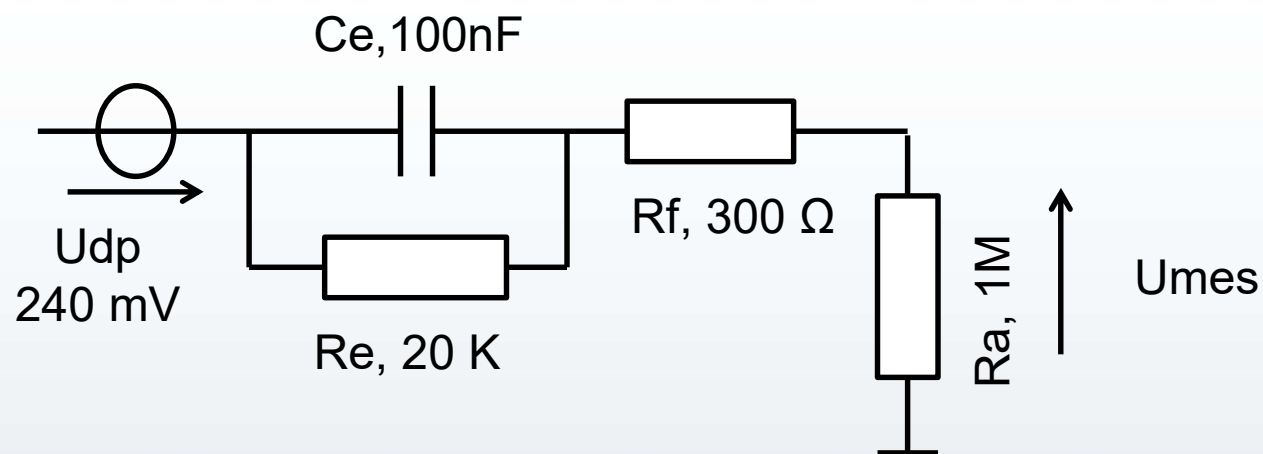 Ce,100nF
Udp
240 mV
Re, 20 K
Rf, 300 Ω
Ra, 1M
Umes